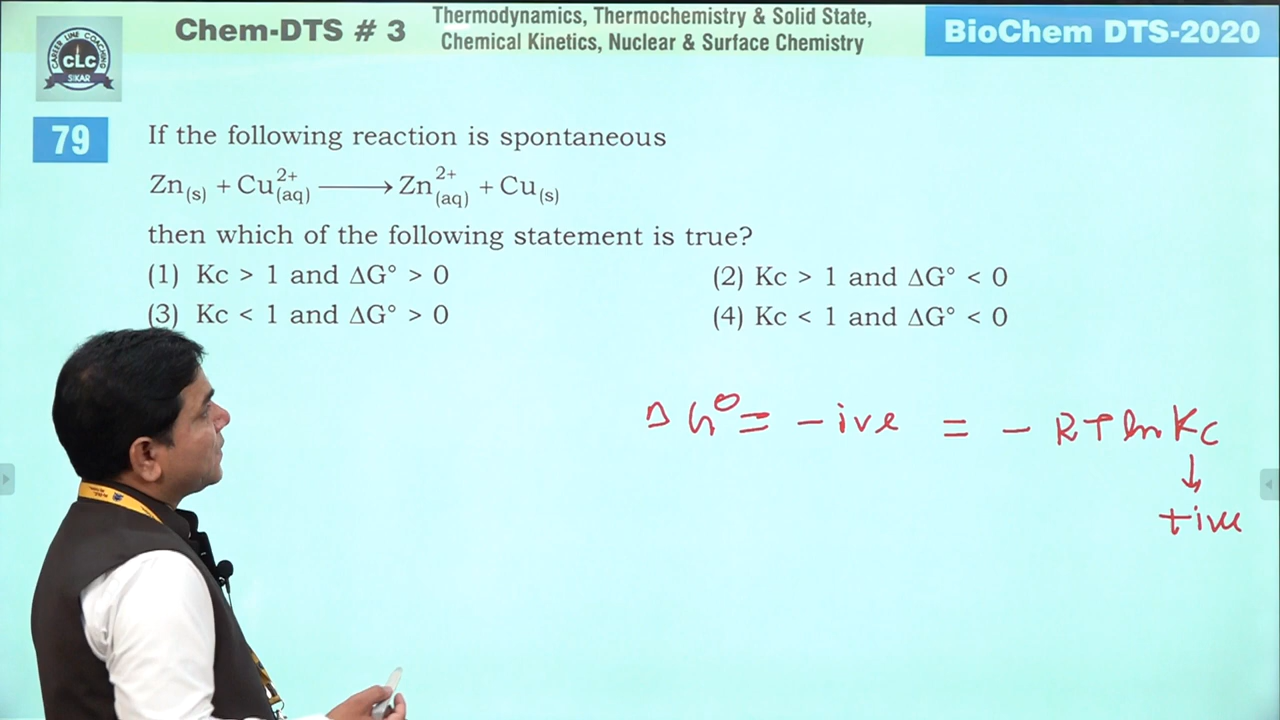 Chem-DTS # 3
Thermodynamics, Thermochemistry & Solid State,
Chemical Kinetics, Nuclear & Surface Chemistry
BioChem DTS-2020
CAREER LINE COACHING
CLC
SIKAR
79
If the following reaction is spontaneous
Zn(s) + Cu²⁺(aq) ⟶ Zn²⁺(aq) + Cu(s)
then which of the following statement is true?
(1) Kc > 1 and ΔG° > 0
(2) Kc > 1 and ΔG° < 0
(3) Kc < 1 and ΔG° > 0
(4) Kc < 1 and ΔG° < 0
ΔG° = -ive = - RT ln Kc
↓
+ive